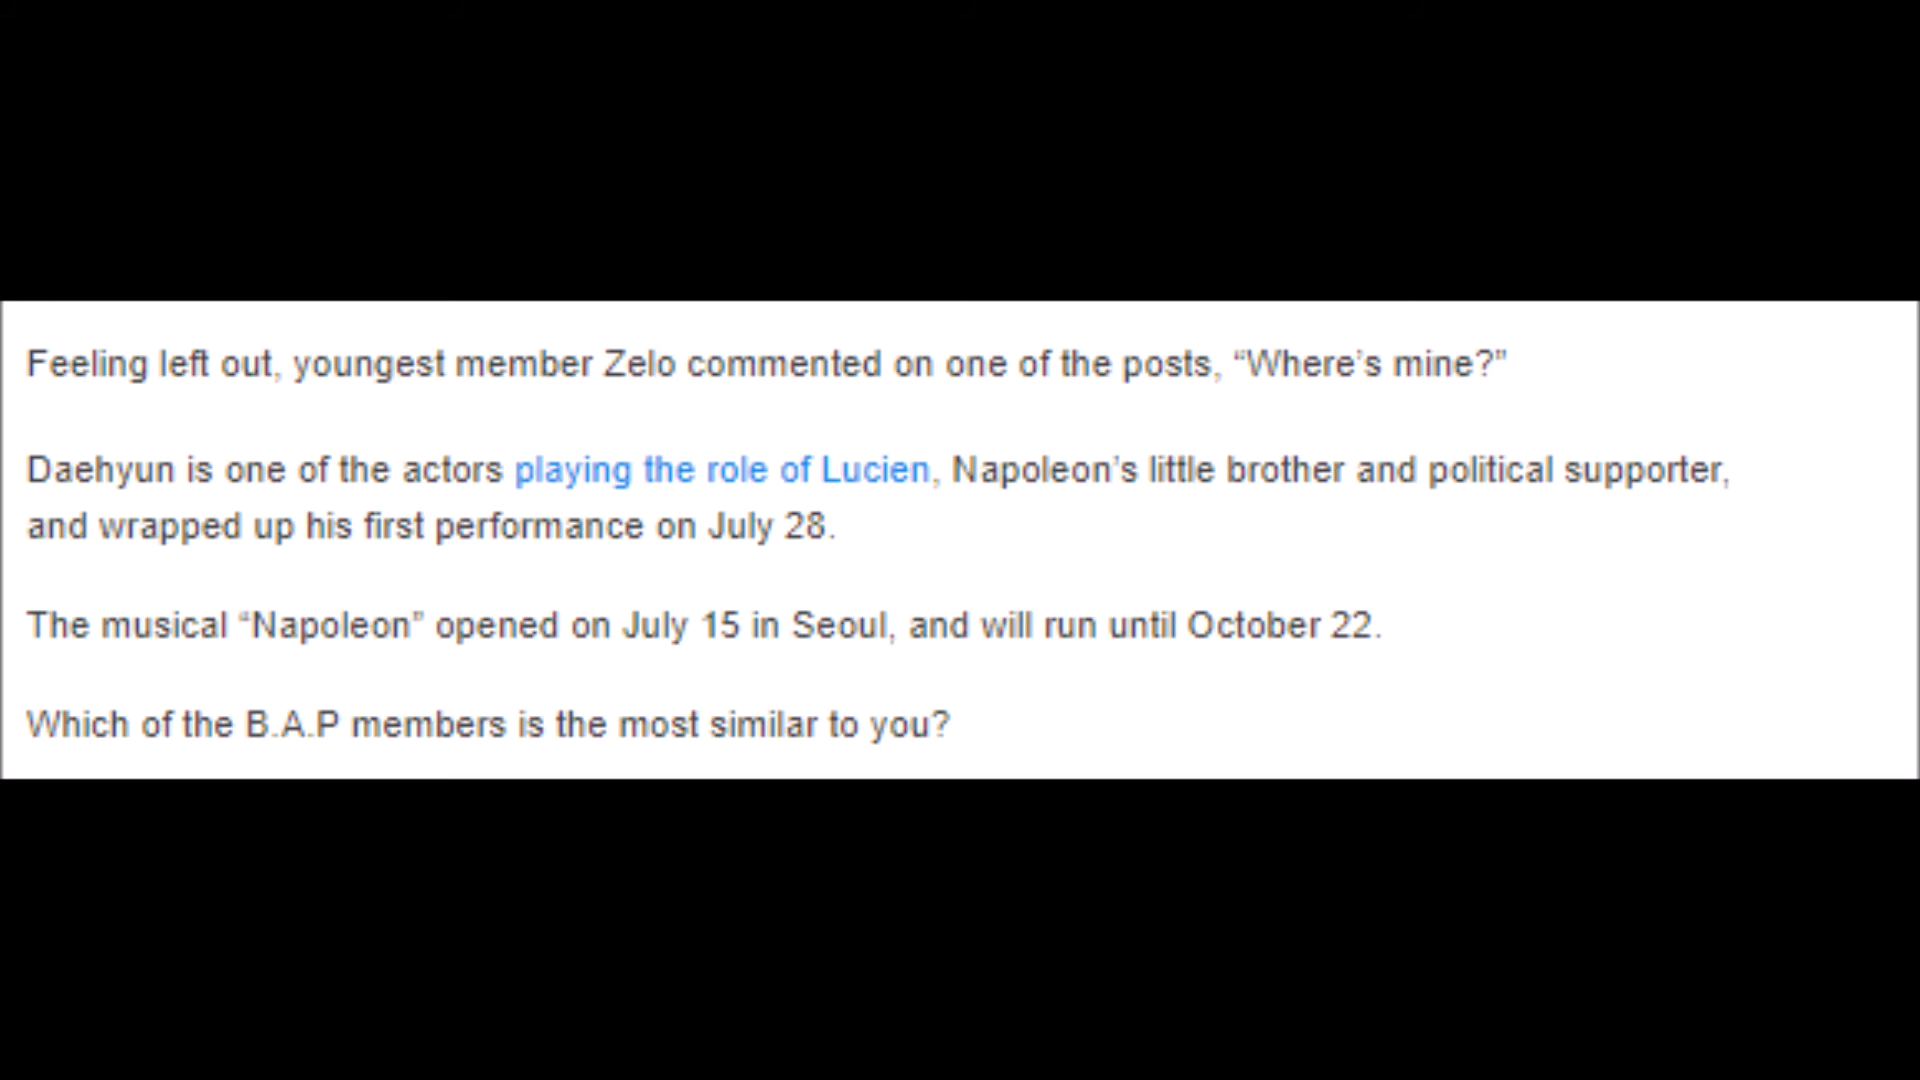 Feeling left out, youngest member Zelo commented on one of the posts, “Where’s mine?”
Daehyun is one of the actors playing the role of Lucien, Napoleon’s little brother and political supporter,
and wrapped up his first performance on July 28.
The musical “Napoleon” opened on July 15 in Seoul, and will run until October 22.
Which of the B.A.P members is the most similar to you?